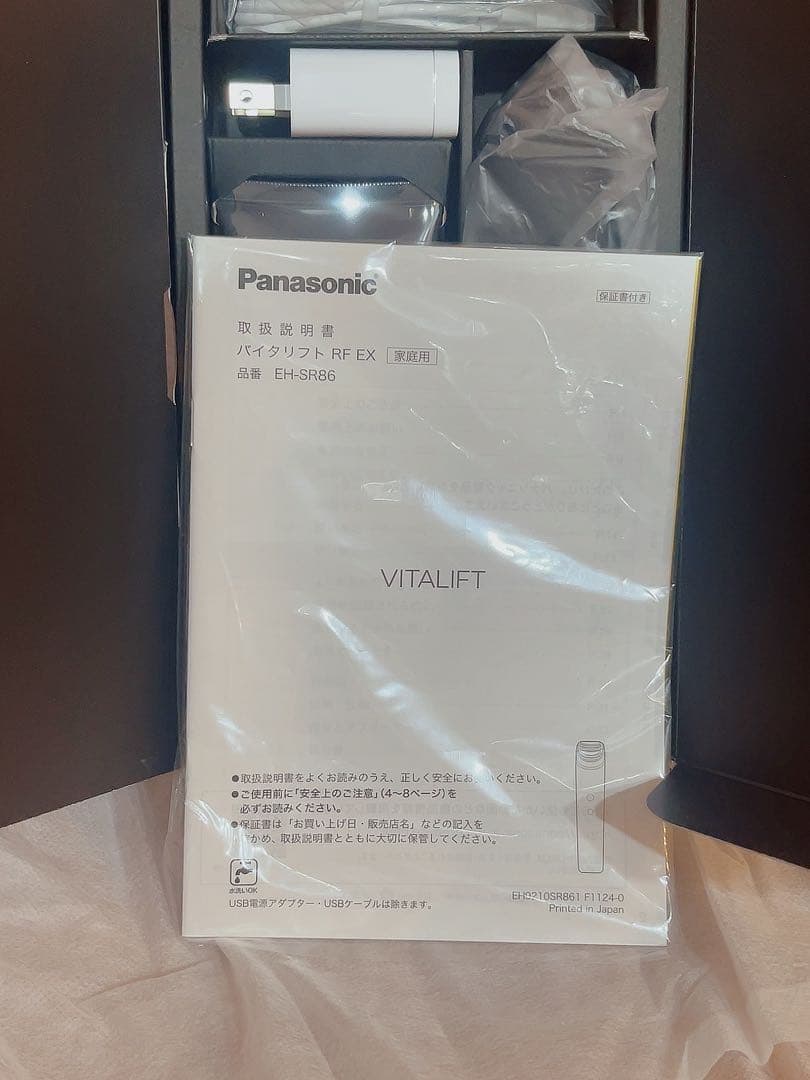 Panasonic
保証書付き
取扱説明書
バイタリフト RF EX 家庭用
品番 EH-SR86
VITALIFT
●取扱説明書をよくお読みのうえ、正しく安全にお使いください。
●ご使用前に「安全上のご注意」（4～8ページ）を
必ずお読みください。
●保証書は「お買い上げ日・販売店名」などの記入を
かめ、取扱説明書とともに大切に保管してください。
水洗いOK
USB電源アダプター・USBケーブルは除きます。
EH9210SR861 F1124-0
Printed in Japan